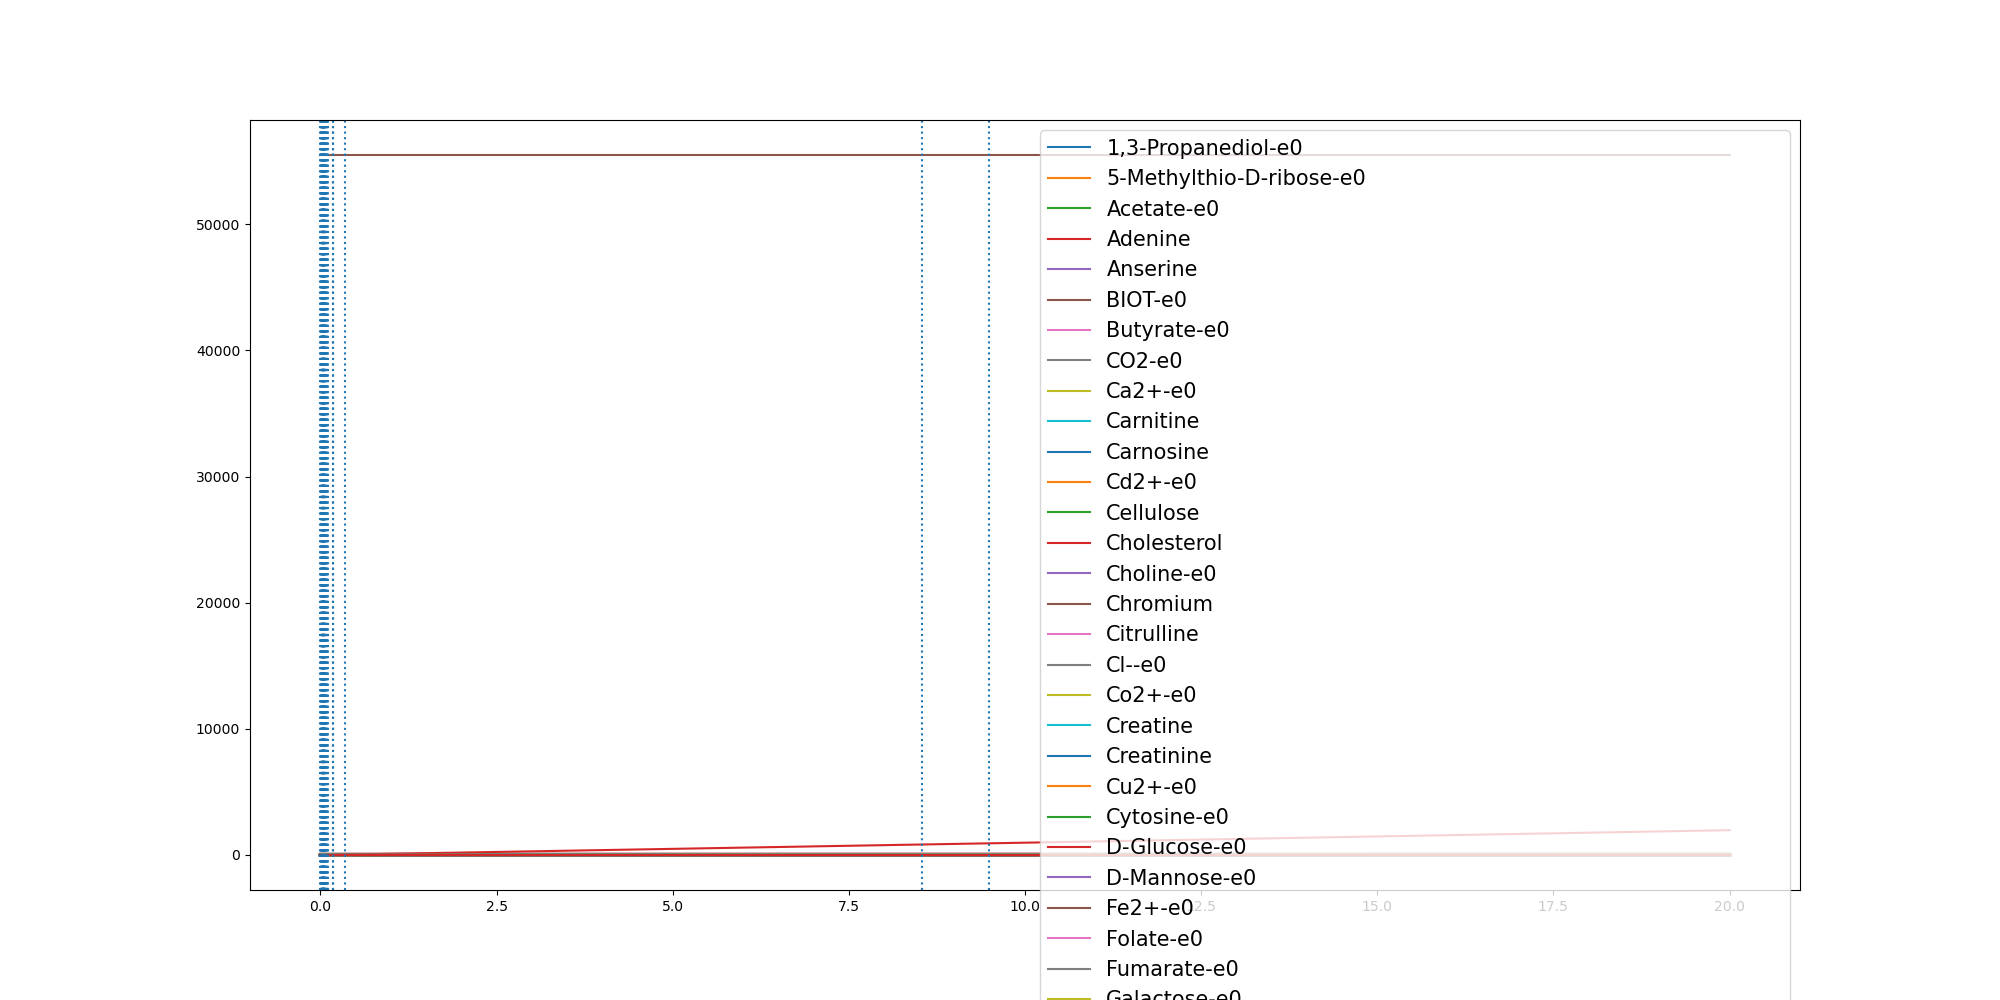 50000
40000
30000
20000
10000
0
0.0
2.5
5.0
7.5
10.0
15.0
17.5
20.0
1,3-Propanediol-e0
5-Methylthio-D-ribose-e0
Acetate-e0
Adenine
Anserine
BIOT-e0
Butyrate-e0
CO2-e0
Ca2+-e0
Carnitine
Carnosine
Cd2+-e0
Cellulose
Cholesterol
Choline-e0
Chromium
Citrulline
Cl--e0
Co2+-e0
Creatine
Creatinine
Cu2+-e0
Cytosine-e0
D-Glucose-e0
D-Mannose-e0
Fe2+-e0
Folate-e0
Fumarate-e0
Galactose-e0